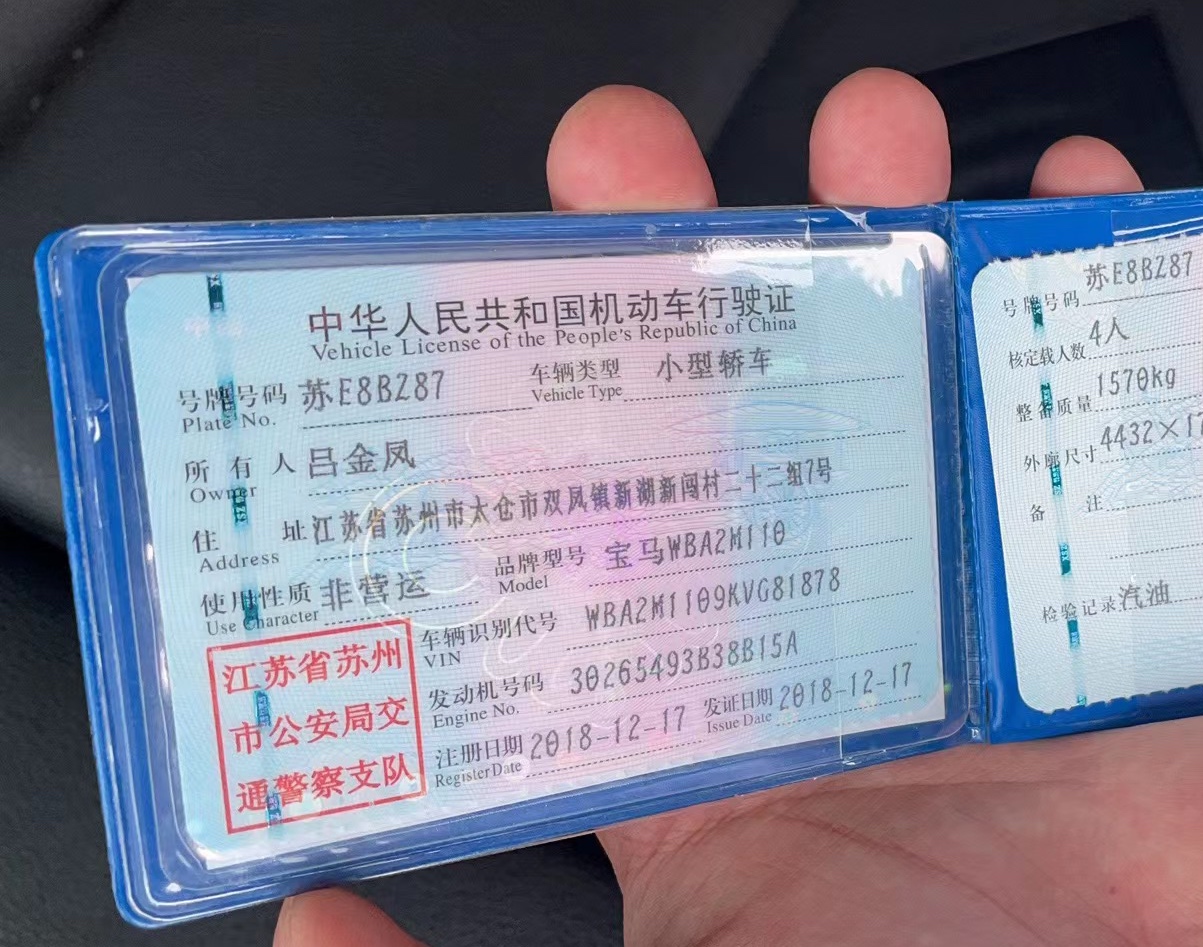 中华人民共和国机动车行驶证
Vehicle License of the People's Republic of China
号牌号码 苏E8BZ87 车辆类型 小型轿车
Plate No. Vehicle Type
所有人 吕金凤
Owner
住址 江苏省苏州市太仓市双凤镇新湖新闯村二十二组7号
Address
使用性质 非营运 品牌型号 宝马WBA2M110
Use Character Model
车辆识别代号 WBA2M1109KVG81878
VIN
发动机号码 30265493B38B15A
Engine No.
注册日期 2018-12-17 发证日期 2018-12-17
Register Date Issue Date
江苏省苏州
市公安局交
通警察支队
号牌号码 苏E8BZ87
核定载人数 4人
整备质量 1570kg
外廓尺寸 4432×17
备注
检验记录 汽油